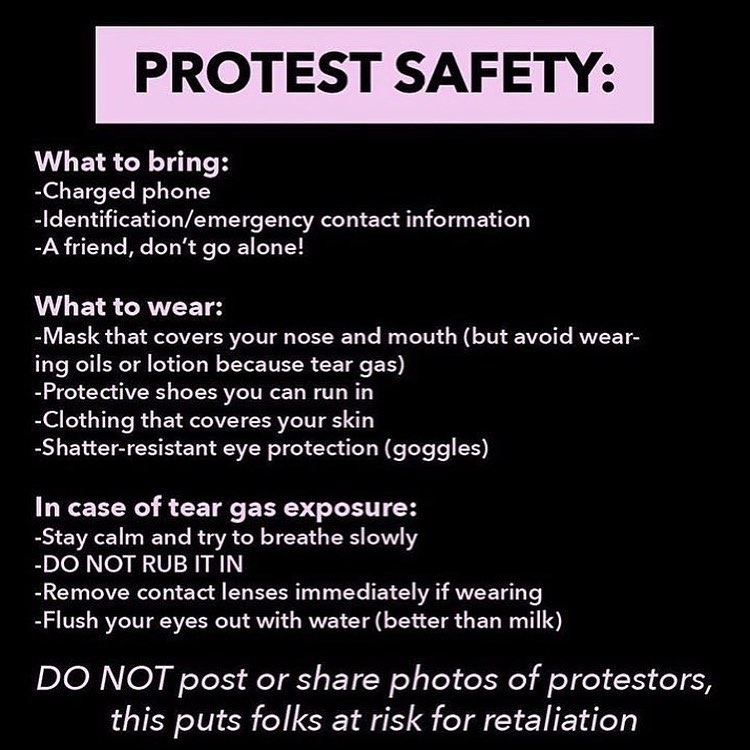 PROTEST SAFETY:
What to bring:
-Charged phone
-Identification/emergency contact information
-A friend, don't go alone!
What to wear:
-Mask that covers your nose and mouth (but avoid wear-
ing oils or lotion because tear gas)
-Protective shoes you can run in
-Clothing that coveres your skin
-Shatter-resistant eye protection (goggles)
In case of tear gas exposure:
-Stay calm and try to breathe slowly
-DO NOT RUB IT IN
-Remove contact lenses immediately if wearing
-Flush your eyes out with water (better than milk)
DO NOT post or share photos of protestors,
this puts folks at risk for retaliation